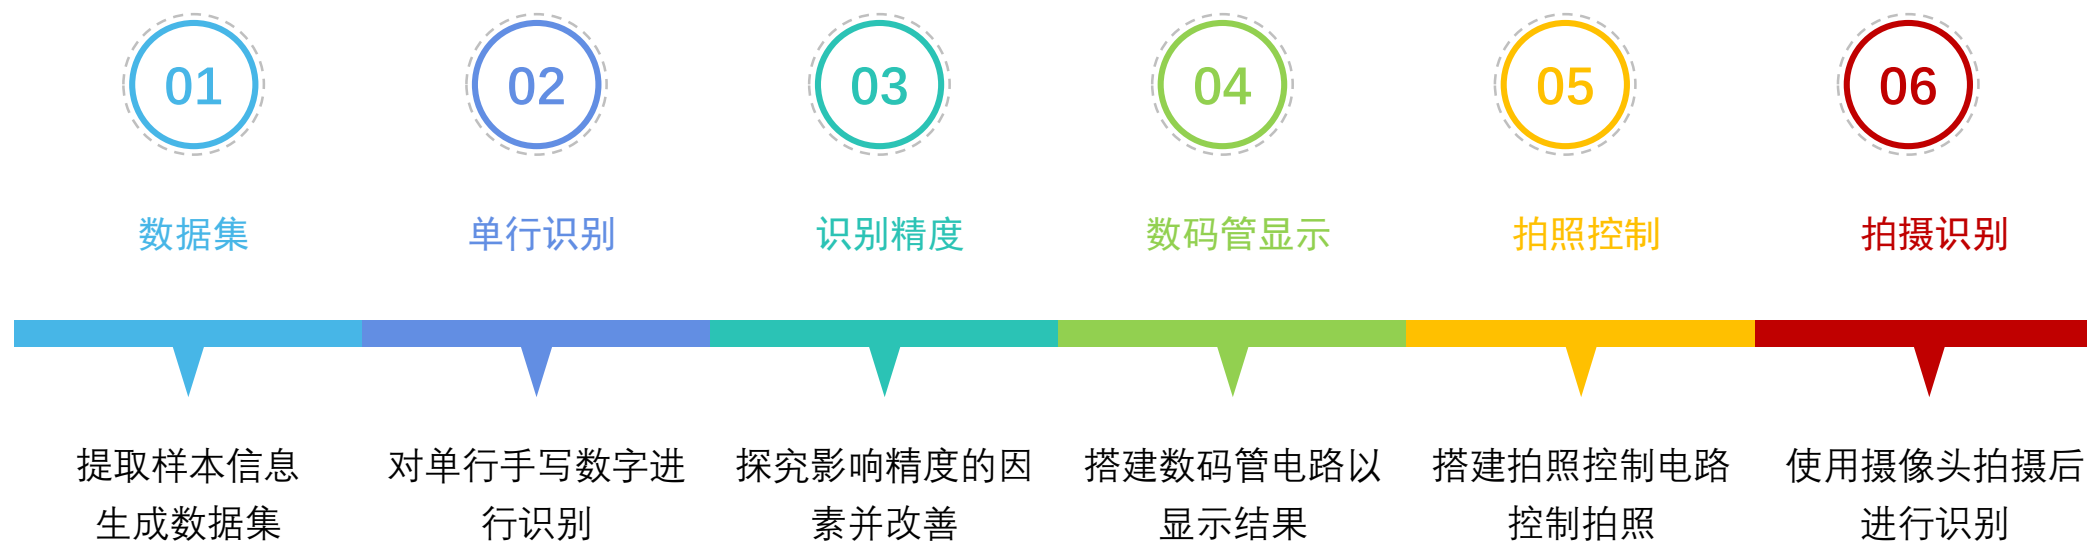 01
02
03
04
05
06
数据集
单行识别
识别精度
数码管显示
拍照控制
拍摄识别
提取样本信息
生成数据集
对单行手写数字进
行识别
探究影响精度的因
素并改善
搭建数码管电路以
显示结果
搭建拍照控制电路
控制拍照
使用摄像头拍摄后
进行识别